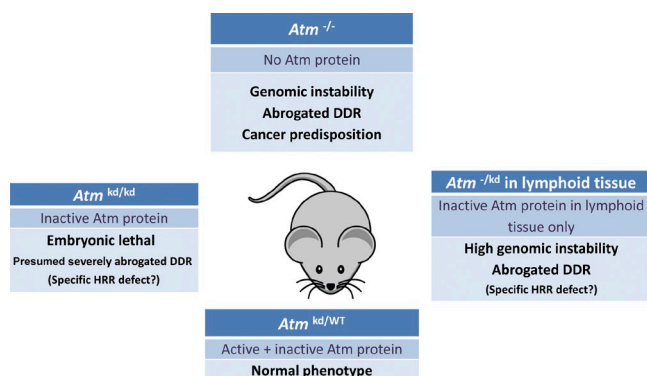 Atm -/-
No Atm protein
Genomic instability
Abrogated DDR
Cancer predisposition
Atm kd/kd
Inactive Atm protein
Embryonic lethal
Presumed severely abrogated DDR
(Specific HRR defect?)
Atm -/kd in lymphoid tissue
Inactive Atm protein in lymphoid
tissue only
High genomic instability
Abrogated DDR
(Specific HRR defect?)
Atm kd/WT
Active + inactive Atm protein
Normal phenotype